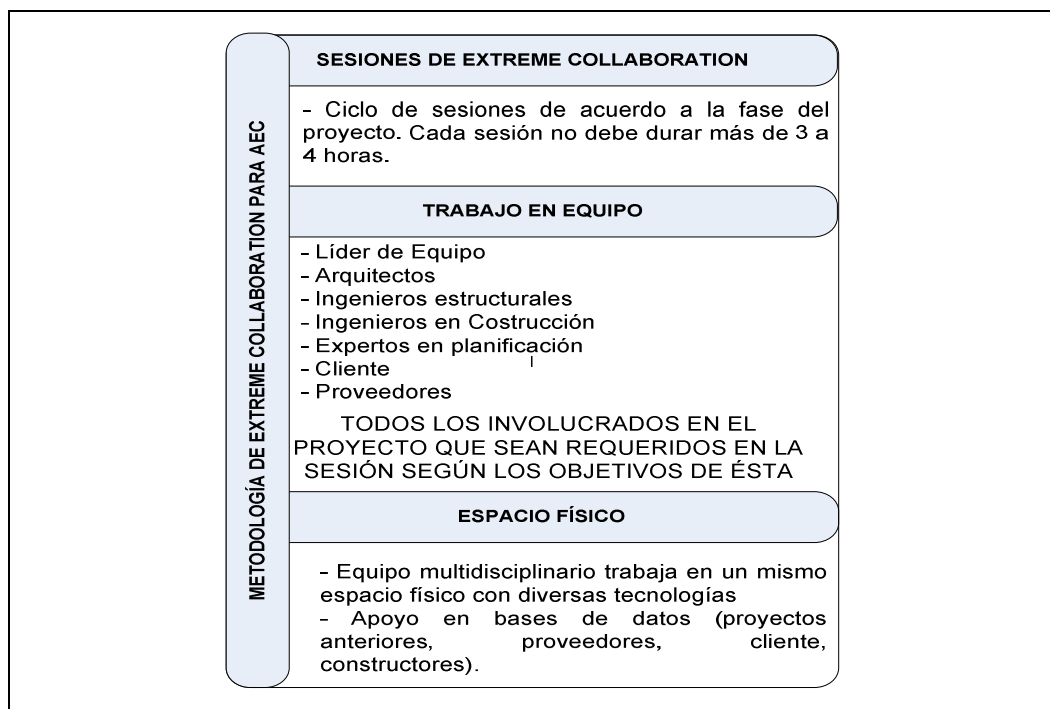 METODOLOGÍA DE EXTREME COLLABORATION PARA AEC
SESIONES DE EXTREME COLLABORATION
- Ciclo de sesiones de acuerdo a la fase del
proyecto. Cada sesión no debe durar más de 3 a
4 horas.
TRABAJO EN EQUIPO
- Líder de Equipo
- Arquitectos
- Ingenieros estructurales
- Ingenieros en Costrucción
- Expertos en planificación
- Cliente
- Proveedores
TODOS LOS INVOLUCRADOS EN EL
PROYECTO QUE SEAN REQUERIDOS EN LA
SESIÓN SEGÚN LOS OBJETIVOS DE ÉSTA
ESPACIO FÍSICO
- Equipo multidisciplinario trabaja en un mismo
espacio físico con diversas tecnologías
- Apoyo en bases de datos (proyectos
anteriores, proveedores, cliente,
constructores).